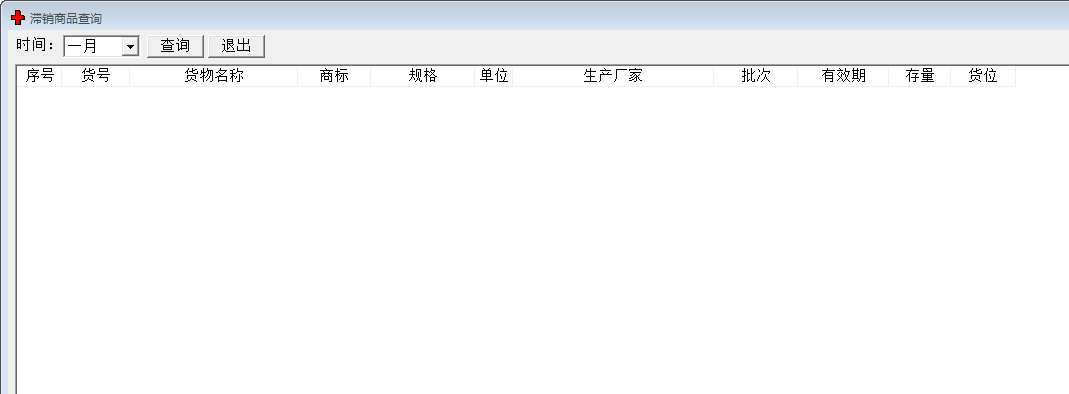 滞销商品查询
时间： 一月 查询 退出
序号 货号 货物名称 商标 规格 单位 生产厂家 批次 有效期 存量 货位